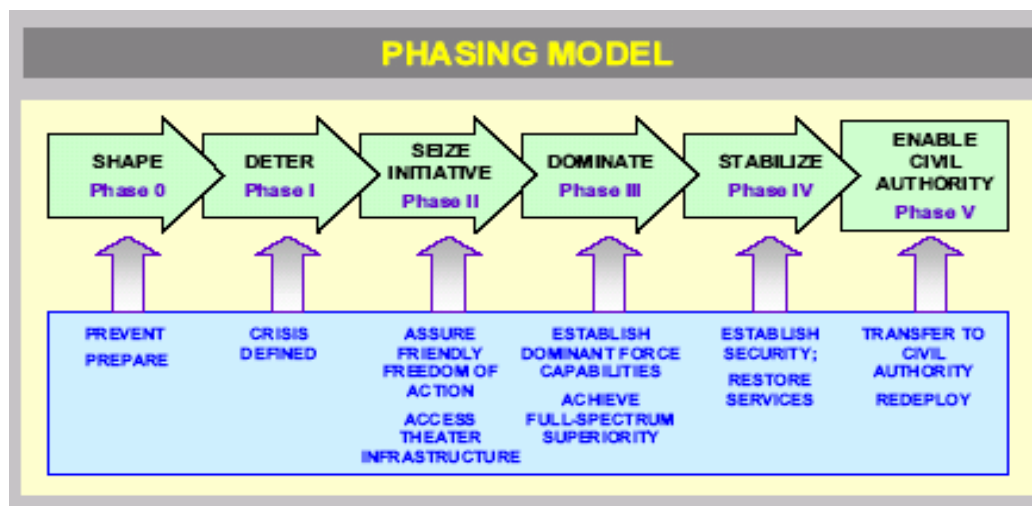 PHASING MODEL
SHAPE
Phase 0
DETER
Phase I
SEIZE
INITIATIVE
Phase II
DOMINATE
Phase III
STABILIZE
Phase IV
ENABLE
CIVIL
AUTHORITY
Phase V
PREVENT
PREPARE
CRISIS
DEFINED
ASSURE
FRIENDLY
FREEDOM OF
ACTION
ACCESS
THEATER
INFRASTRUCTURE
ESTABLISH
DOMINANT FORCE
CAPABILITIES
ACHIEVE
FULL-SPECTRUM
SUPERIORITY
ESTABLISH
SECURITY;
RESTORE
SERVICES
TRANSFER TO
CIVIL
AUTHORITY
REDEPLOY